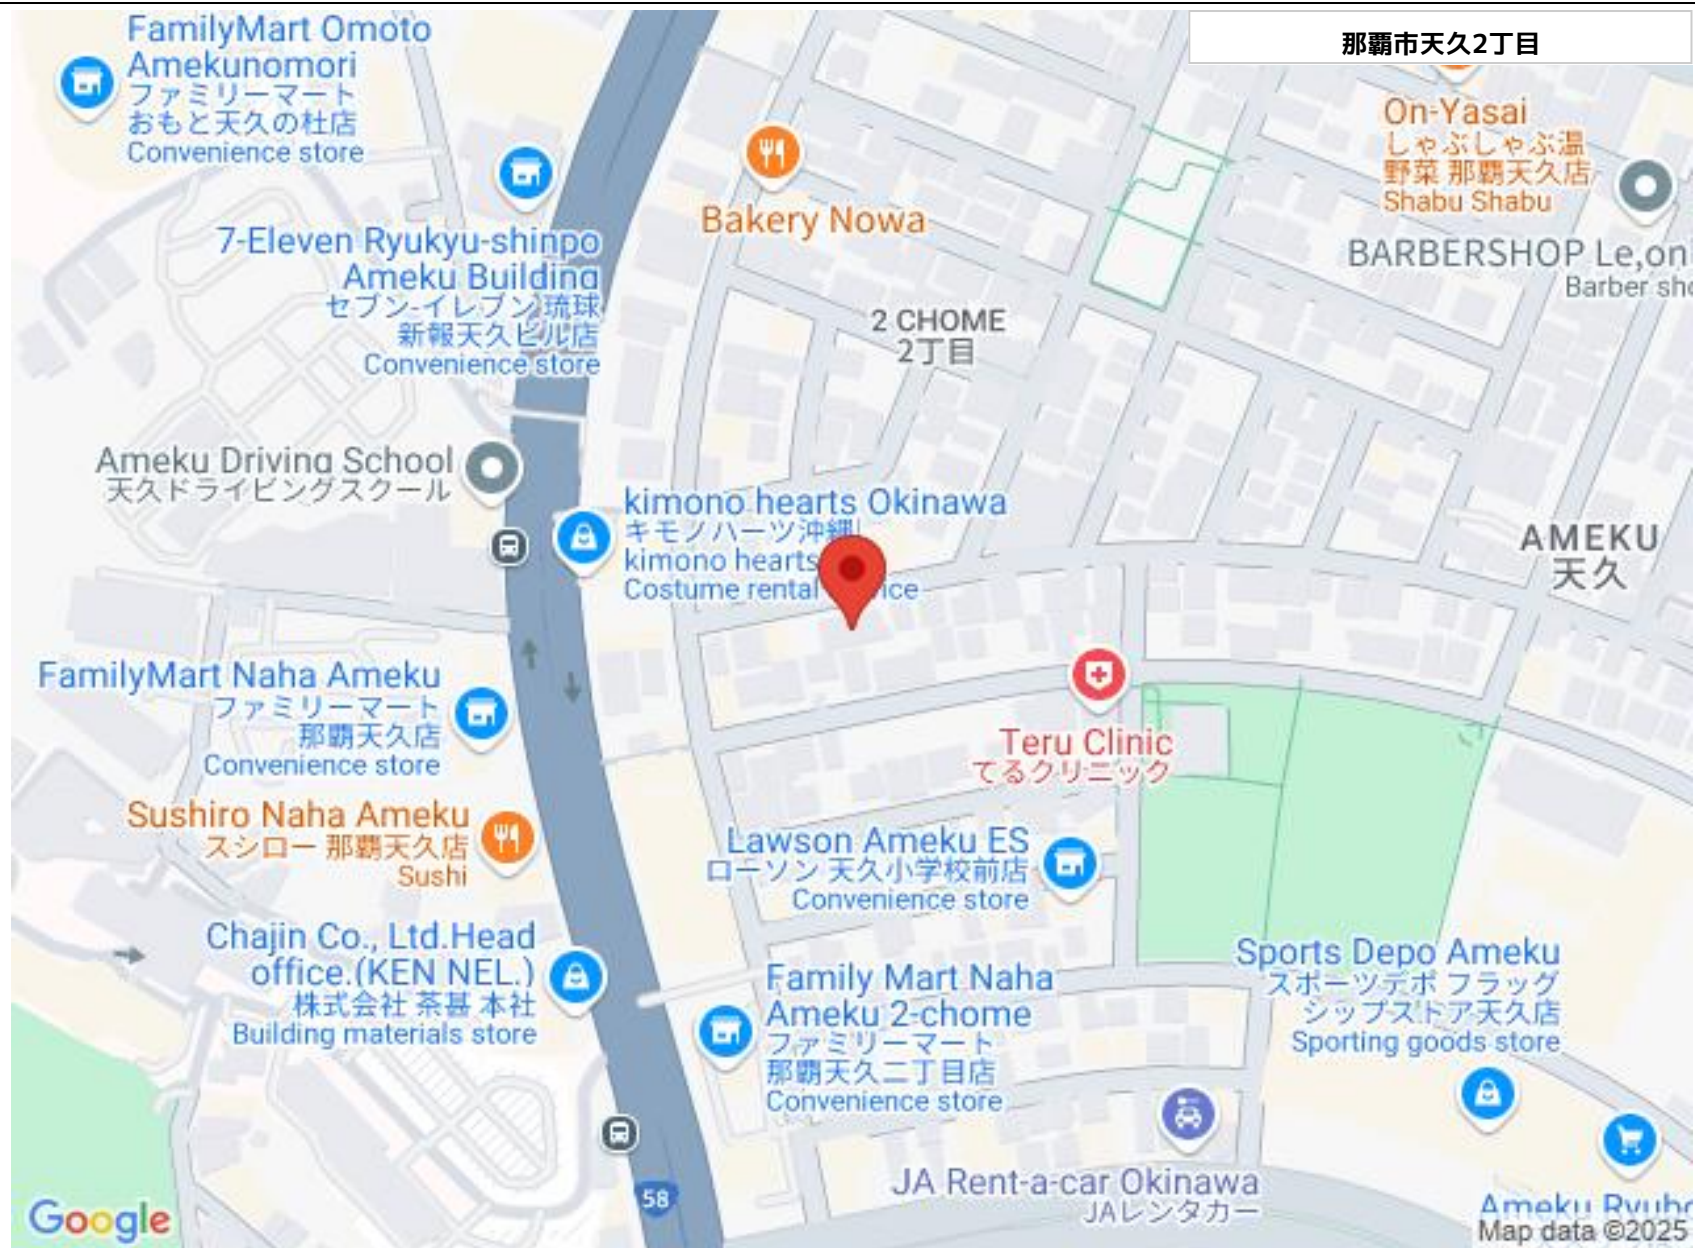 那覇市天久2丁目
FamilyMart Omoto
Amekunomori
ファミリーマート
おもと天久の杜店
Convenience store
On-Yasai
しゃぶしゃぶ温
野菜 那覇天久店
Shabu Shabu
Bakery Nowa
7-Eleven Ryukyu-shinpo
Ameku Building
セブン-イレブン 琉球
新報天久ビル店
Convenience store
BARBERSHOP Le,on
Barber sho
2 CHOME
2丁目
Ameku Driving School
天久ドライビングスクール
kimono hearts Okinawa
キモノハーツ沖縄
kimono hearts
Costume rental
AMEKU
天久
FamilyMart Naha Ameku
ファミリーマート
那覇天久店
Convenience store
Teru Clinic
てるクリニック
Sushiro Naha Ameku
スシロー 那覇天久店
Sushi
Lawson Ameku ES
ローソン 天久小学校前店
Convenience store
Chajin Co., Ltd.Head
office.(KEN NEL.)
株式会社 茶甚 本社
Building materials store
Sports Depo Ameku
スポーツデポ フラッグ
シップストア天久店
Sporting goods store
Family Mart Naha
Ameku 2-chome
ファミリーマート
那覇天久二丁目店
Convenience store
JA Rent-a-car Okinawa
JAレンタカー
58
Ameku Ryubo
Google
Map data ©2025